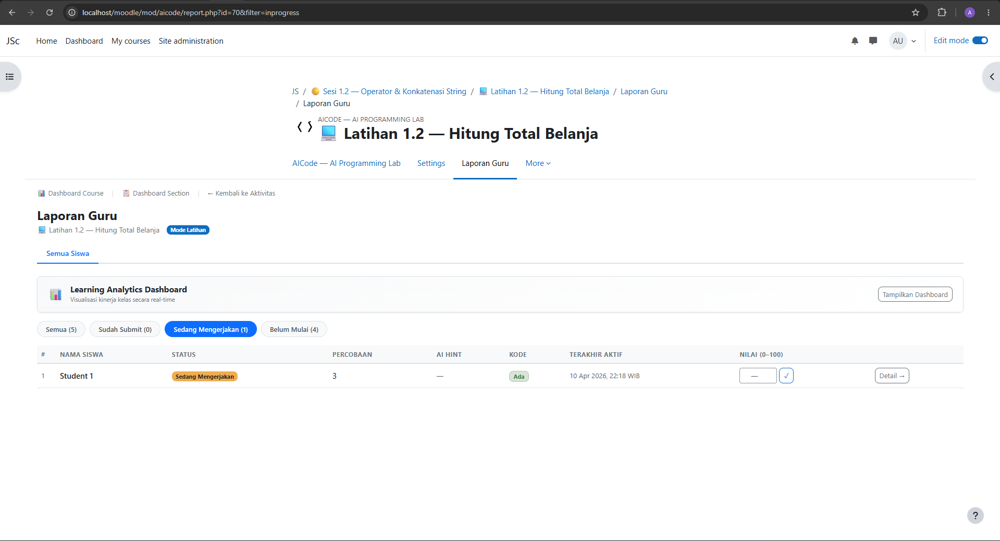 localhost/moodle/mod/aicode/report.php?id=70&filter=inprogress
A
JSc
Home
Dashboard
My courses
Site administration
AU
Edit mode
JS / Sesi 1.2 — Operator & Konkatenasi String / Latihan 1.2 — Hitung Total Belanja / Laporan Guru
/ Laporan Guru
AICODE — AI PROGRAMMING LAB
Latihan 1.2 — Hitung Total Belanja
AICode — AI Programming Lab
Settings
Laporan Guru
More
Dashboard Course | Dashboard Section | ← Kembali ke Aktivitas
Laporan Guru
Latihan 1.2 — Hitung Total Belanja Mode Latihan
Semua Siswa
Learning Analytics Dashboard
Visualisasi kinerja kelas secara real-time
Tampilkan Dashboard
Semua (5)
Sudah Submit (0)
Sedang Mengerjakan (1)
Belum Mulai (4)
# NAMA SISWA STATUS PERCOBAAN AI HINT KODE TERAKHIR AKTIF NILAI (0–100)
1 Student 1 Sedang Mengerjakan 3 — Ada 10 Apr 2026, 22:18 WIB — ✓ Detail →
?